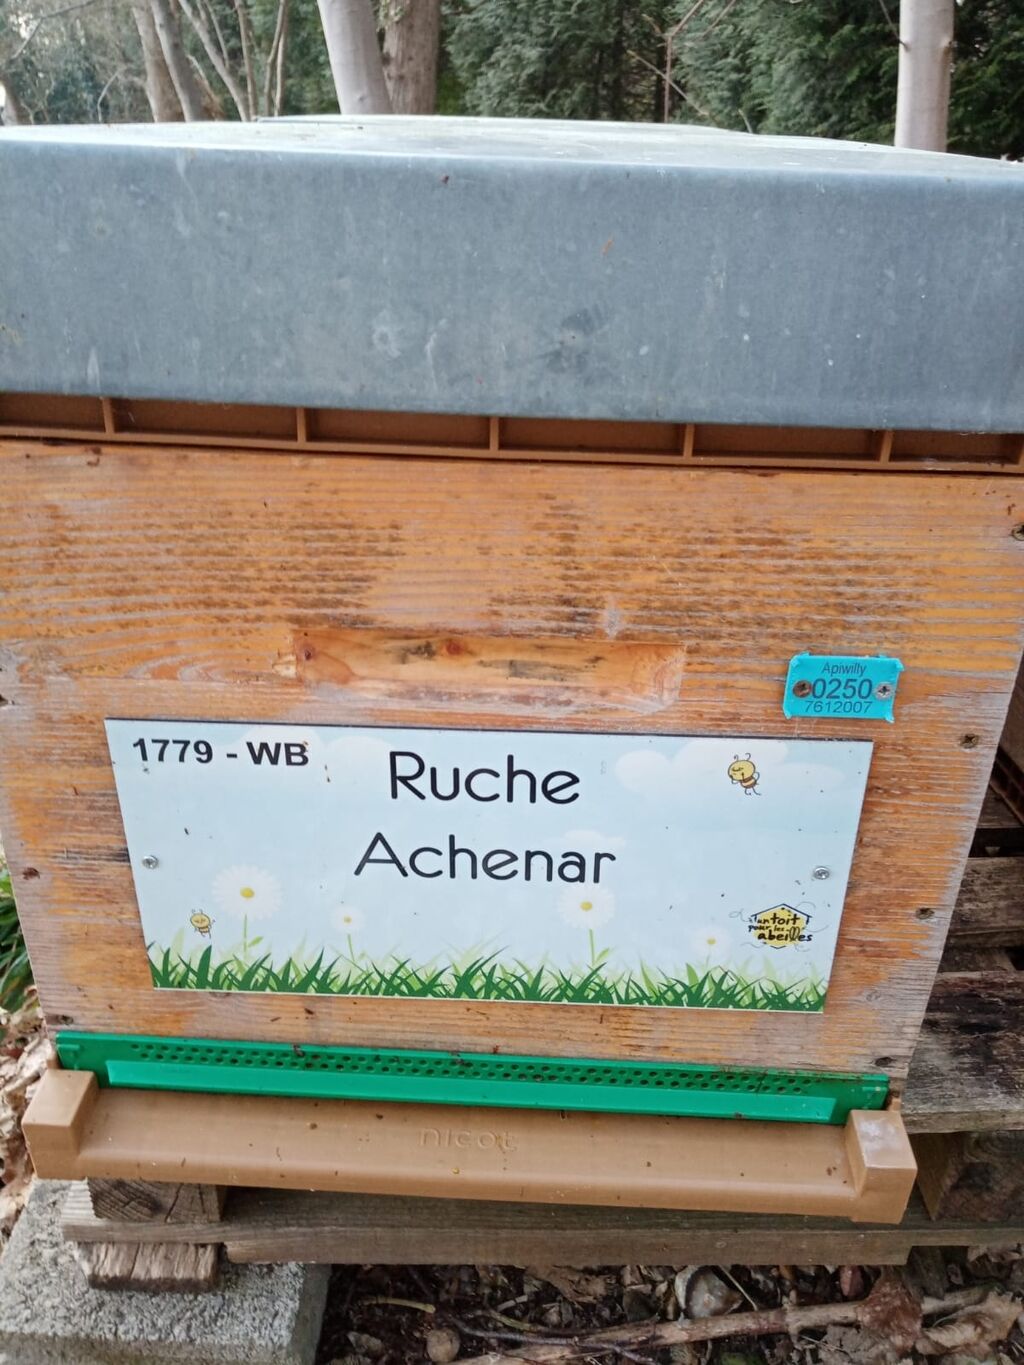 Apiwilly
0250
7612007
1779 - WB
Ruche
Achenar
un toit
pour les
abeilles
nicot